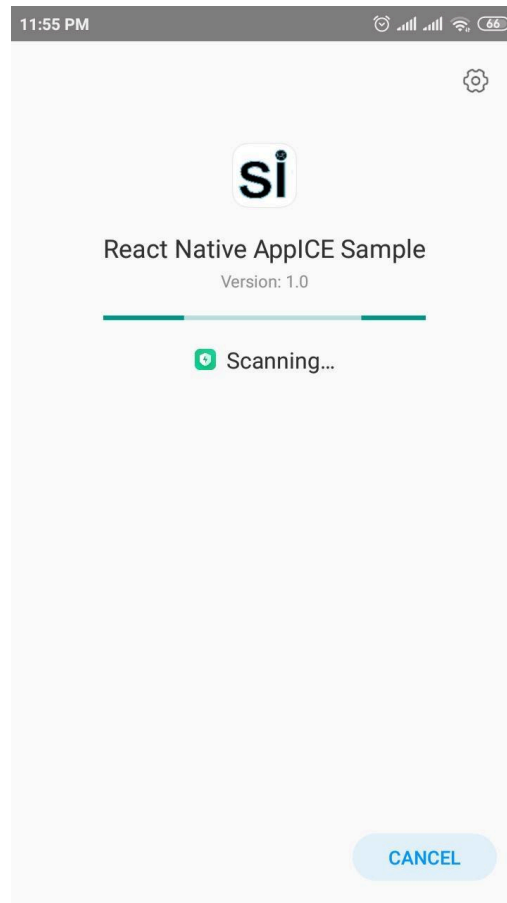 11:55 PM
66
si
React Native AppICE Sample
Version: 1.0
Scanning...
CANCEL